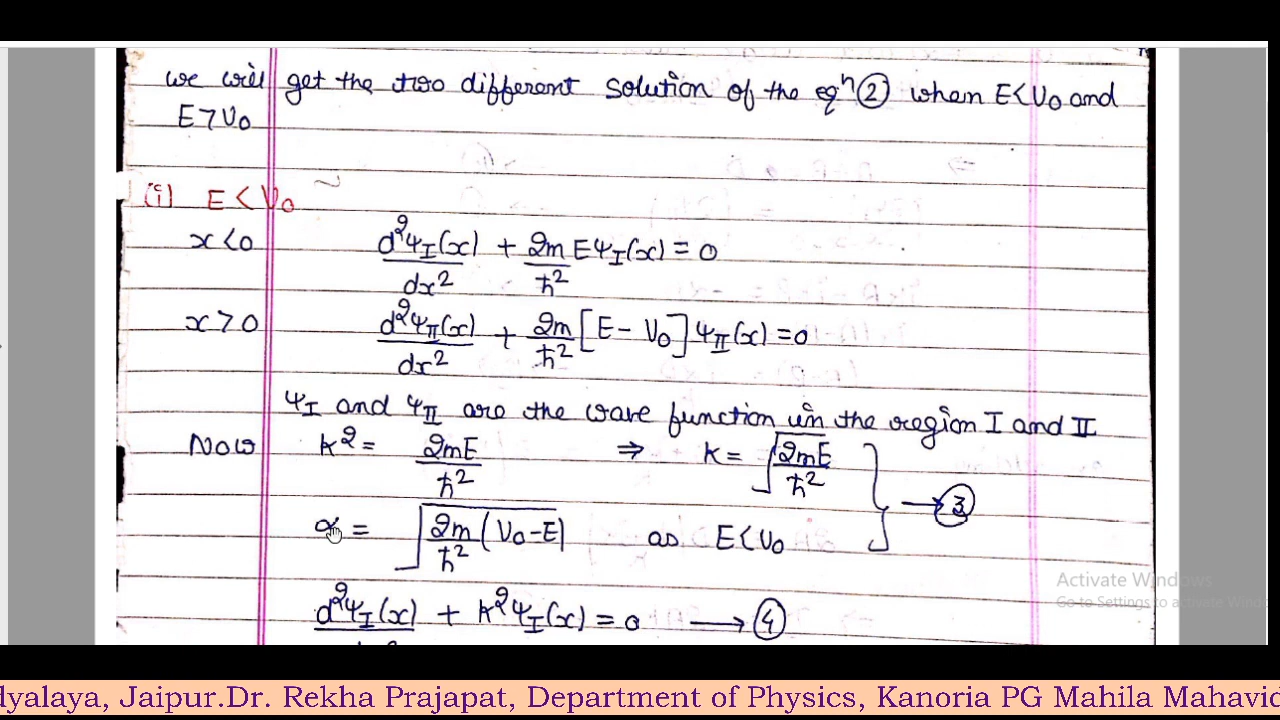 we will get the two different solution of the eqⁿ ② when E<V₀ and
E>V₀
(i) E < V₀
x<0 d²ψ_I(x)/dx² + 2m/ħ² Eψ_I(x) = 0
x>0 d²ψ_II(x)/dx² + 2m/ħ² [E - V₀] ψ_II(x) = 0
ψ_I and ψ_II are the wave function in the region I and II
Now k² = 2mE/ħ² ⇒ k = √(2mE/ħ²)
α = √(2m/ħ² (V₀-E)) as E<V₀ → ③
d²ψ_I(x) + k²ψ_I(x) = 0 → ④
Activate Windows
Go to Settings to activate Windows
dyalaya, Jaipur.Dr. Rekha Prajapat, Department of Physics, Kanoria PG Mahila Mahavid